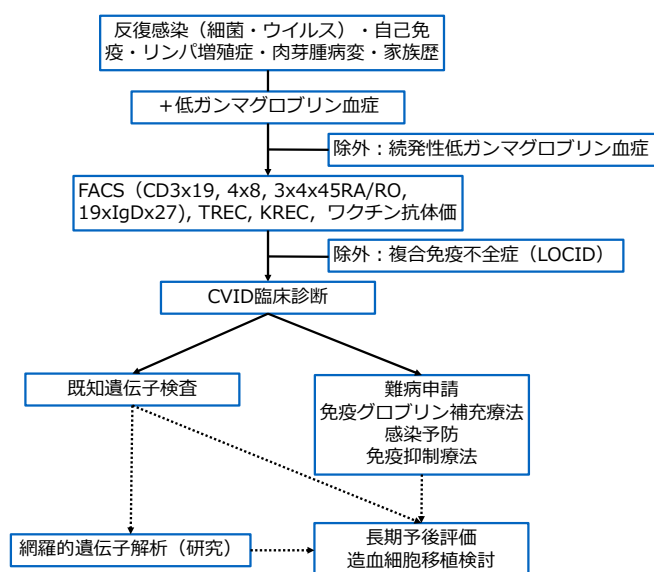 反復感染（細菌・ウイルス）・自己免
疫・リンパ増殖症・肉芽腫病変・家族歴
＋低ガンマグロブリン血症
除外：続発性低ガンマグロブリン血症
FACS（CD3x19, 4x8, 3x4x45RA/RO,
19xIgDx27), TREC, KREC, ワクチン抗体価
除外：複合免疫不全症（LOCID）
CVID臨床診断
既知遺伝子検査
難病申請
免疫グロブリン補充療法
感染予防
免疫抑制療法
網羅的遺伝子解析（研究）
長期予後評価
造血細胞移植検討